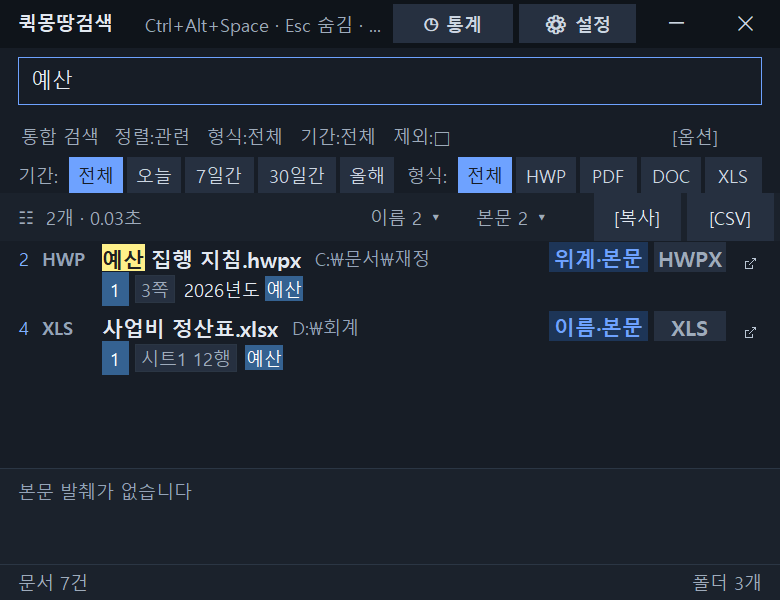 퀵몽땅검색 Ctrl+Alt+Space · Esc 숨김 · ... 통계 설정
예산
통합 검색 정렬:관련 형식:전체 기간:전체 제외:□ [옵션]
기간: 전체 오늘 7일간 30일간 올해 형식: 전체 HWP PDF DOC XLS
2개 · 0.03초 이름 2 ▼ 본문 2 ▼ [복사] [CSV]
2 HWP 예산 집행 지침.hwpx C:₩문서₩재정 위계·본문 HWPX
1 3쪽 2026년도 예산
4 XLS 사업비 정산표.xlsx D:₩회계 이름·본문 XLS
1 시트1 12행 예산
본문 발췌가 없습니다
문서 7건 폴더 3개